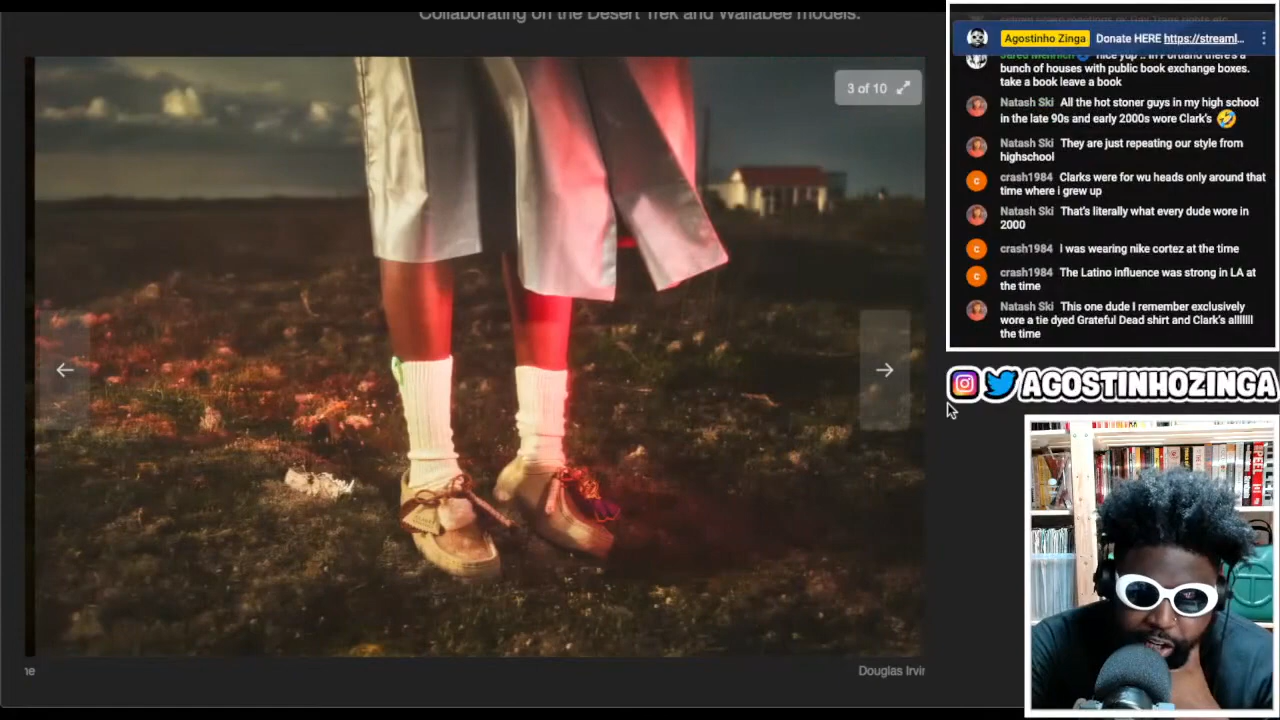 Collaborating on the Desert Trek and Wallabee models.
3 of 10
Douglas Irvin
Agostinho Zinga Donate HERE https://streaml...
nice yup .. in Portland there's a
bunch of houses with public book exchange boxes.
take a book leave a book
Natash Ski All the hot stoner guys in my high school
in the late 90s and early 2000s wore Clark's 🤣
Natash Ski They are just repeating our style from
highschool
crash1984 Clarks were for wu heads only around that
time where i grew up
Natash Ski That's literally what every dude wore in
2000
crash1984 I was wearing nike cortez at the time
crash1984 The Latino influence was strong in LA at
the time
Natash Ski This one dude I remember exclusively
wore a tie dyed Grateful Dead shirt and Clark's alllllll
the time
AGOSTINHOZINGA